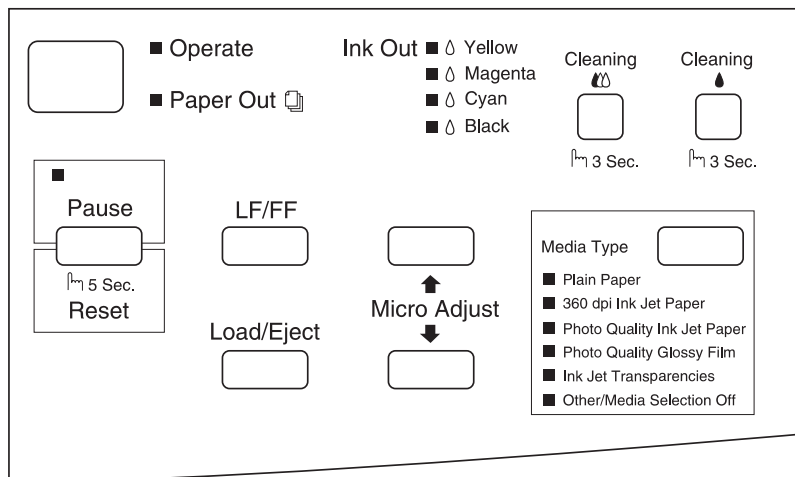 Operate
Paper Out
Ink Out
Yellow
Magenta
Cyan
Black
Cleaning
3 Sec.
Cleaning
3 Sec.
Pause
5 Sec.
Reset
LF/FF
Load/Eject
Micro Adjust
Media Type
Plain Paper
360 dpi Ink Jet Paper
Photo Quality Ink Jet Paper
Photo Quality Glossy Film
Ink Jet Transparencies
Other/Media Selection Off